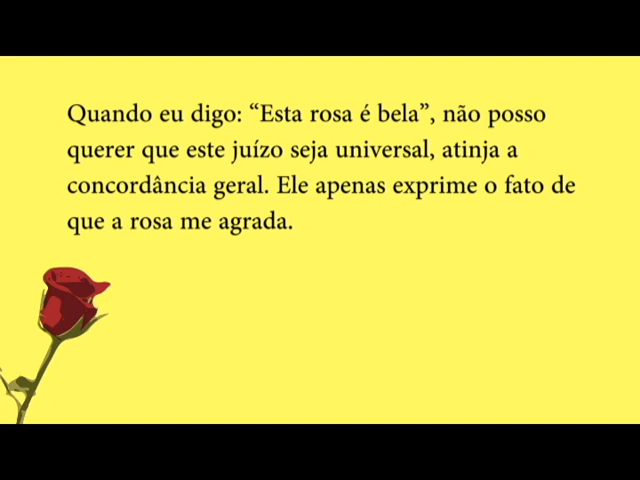 Quando eu digo: “Esta rosa é bela”, não posso
querer que este juízo seja universal, atinja a
concordância geral. Ele apenas exprime o fato de
que a rosa me agrada.